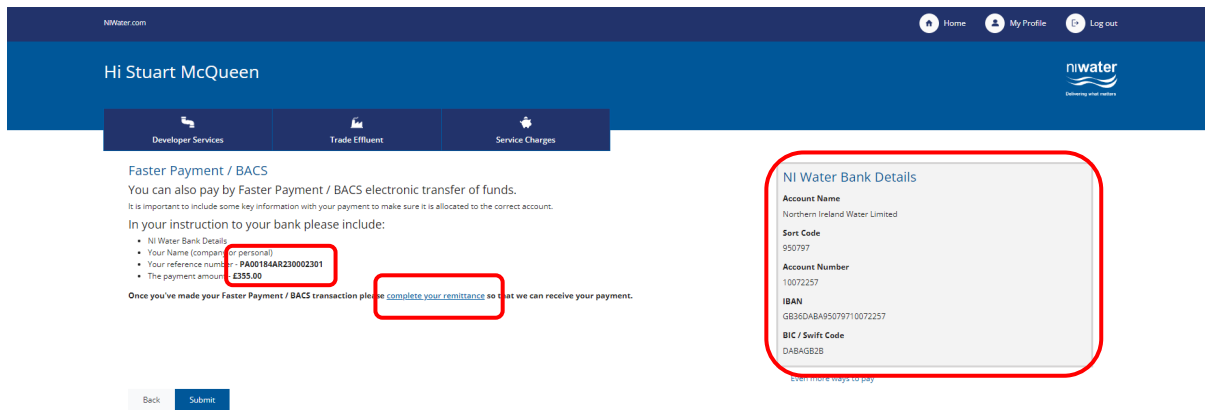 NIWater.com
Home
My Profile
Log out
Hi Stuart McQueen
niwater
Delivering what matters
Developer Services
Trade Effluent
Service Charges
Faster Payment / BACS
You can also pay by Faster Payment / BACS electronic transfer of funds.
It is important to include some key information with your payment to make sure it is allocated to the correct account.
In your instruction to your bank please include:
• NI Water Bank Details
• Your Name (company or personal)
• Your reference number - PA00184AR230002301
• The payment amount - £355.00
Once you've made your Faster Payment / BACS transaction please complete your remittance so that we can receive your payment.
Back
Submit
NI Water Bank Details
Account Name
Northern Ireland Water Limited
Sort Code
950797
Account Number
10072257
IBAN
GB36DABA95079710072257
BIC / Swift Code
DABAGB2B
Even more ways to pay